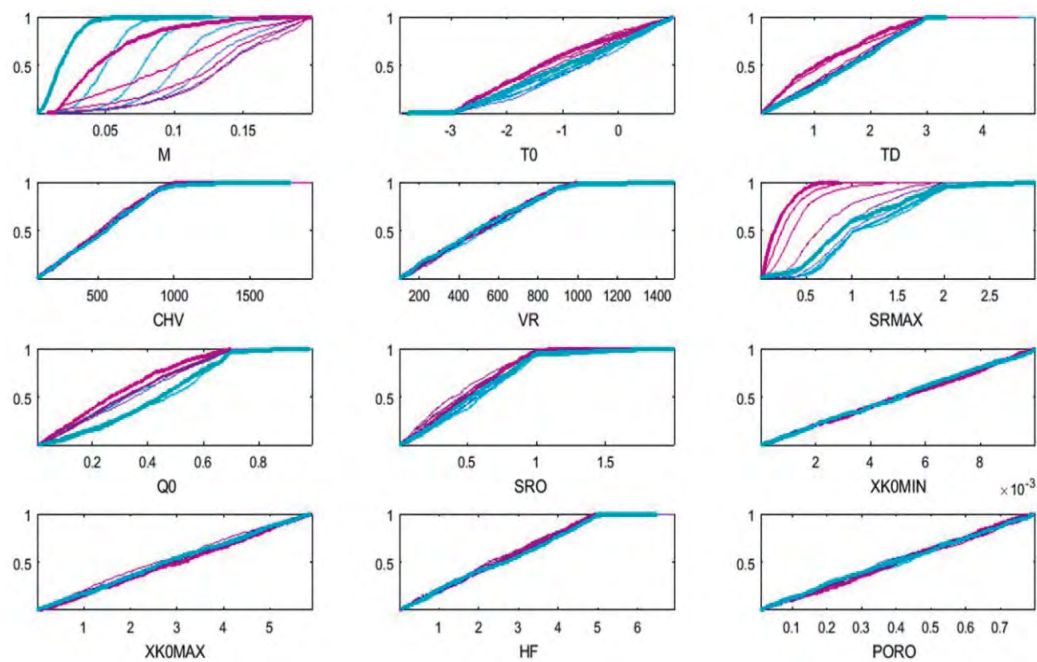 1 1 1
0.5 0.5 0.5
0.05 0.1 0.15 -3 -2 -1 0 1 2 3 4
M T0 TD
1 1 1
0.5 0.5 0.5
500 1000 1500 200 400 600 800 1000 1200 1400 0.5 1 1.5 2 2.5
CHV VR SRMAX
1 1 1
0.5 0.5 0.5
0.2 0.4 0.6 0.8 0.5 1 1.5 2 4 6 8 10
Q0 SRO XK0MIN ×10⁻³
1 1 1
0.5 0.5 0.5
1 2 3 4 5 1 2 3 4 5 6 0.1 0.2 0.3 0.4 0.5 0.6 0.7
XK0MAX HF PORO